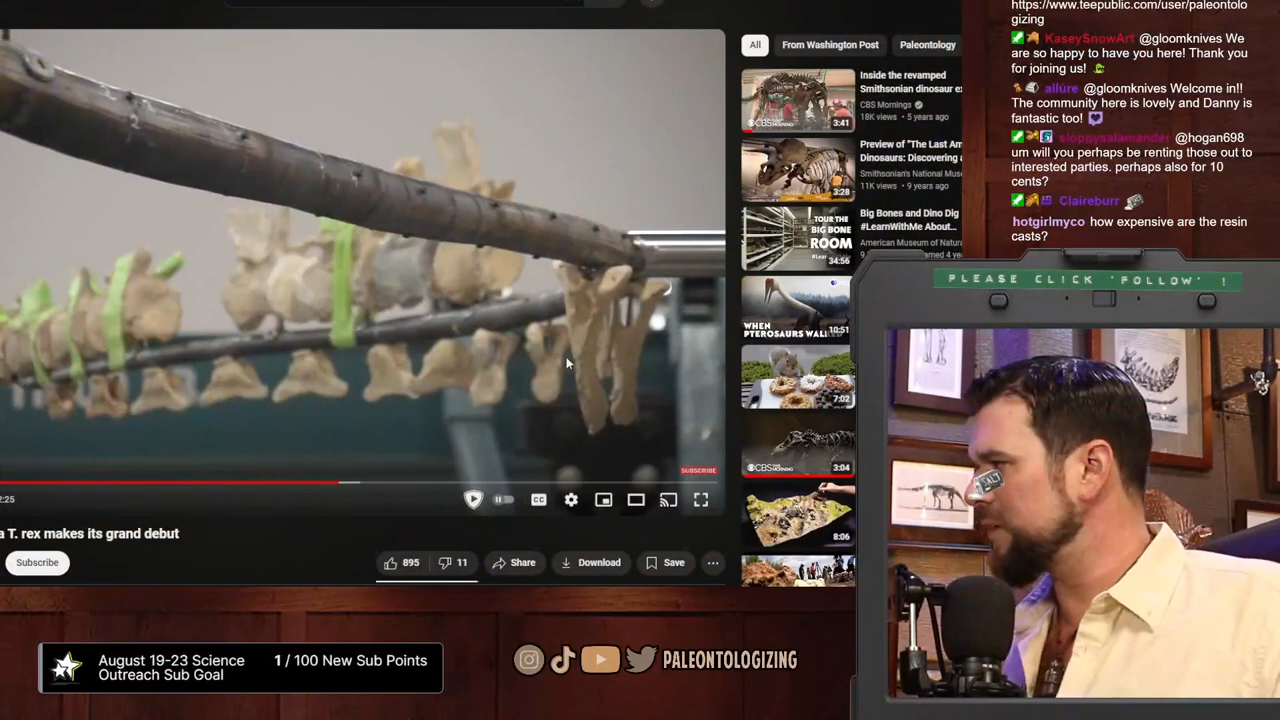 https://www.teepublic.com/user/paleontolo
gizing
KaseySnowArt @gloomknives We
are so happy to have you here! Thank you
for joining us!
allure @gloomknives Welcome in!!
The community here is lovely and Danny is
fantastic too!
sloppysalamander @hogan698
um will you perhaps be renting those out to
interested parties. perhaps also for 10
cents?
Claireburr
hotgirlmyco how expensive are the resin
casts?
All
From Washington Post
Paleontology
Inside the revamped
Smithsonian dinosaur ex
CBS Mornings
18K views • 5 years ago
3:41
Preview of "The Last Am
Dinosaurs: Discovering a
Smithsonian's National Mus
11K views • 9 years ago
3:28
TOUR THE
BIG BONE
ROOM
34:56
Big Bones and Dino Dig
#LearnWithMe About...
American Museum of Natura
WHEN
PTEROSAURS WAL
10:51
7:02
CBS MORNING
3:04
8:06
SUBSCRIBE
2:25
CC
a T. rex makes its grand debut
Subscribe
895
11
Share
Download
Save
PLEASE CLICK 'FOLLOW' !
SALT
August 19-23 Science
Outreach Sub Goal
1 / 100 New Sub Points
PALEONTOLOGIZING